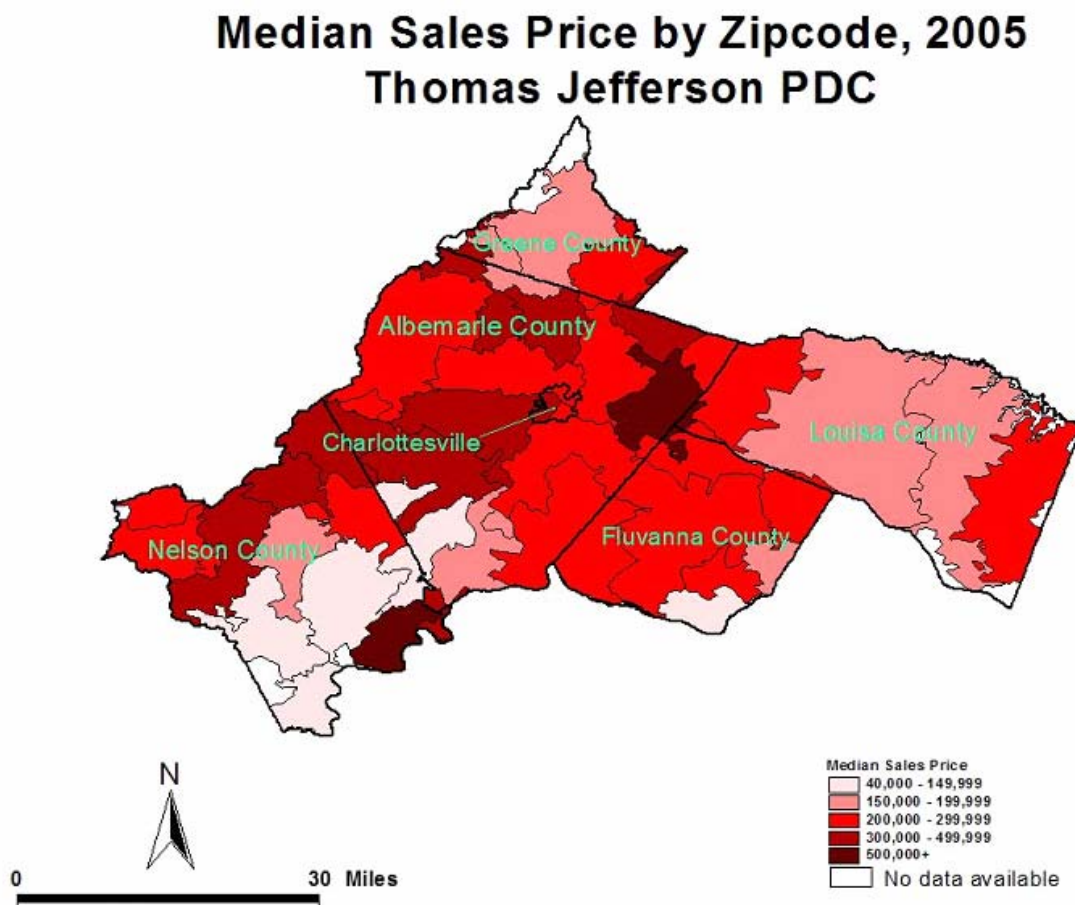 Median Sales Price by Zipcode, 2005
Thomas Jefferson PDC
Greene County
Albemarle County
Charlottesville
Louisa County
Nelson County
Fluvanna County
N
0 30 Miles
Median Sales Price
40,000 - 149,999
150,000 - 199,999
200,000 - 299,999
300,000 - 499,999
500,000+
No data available